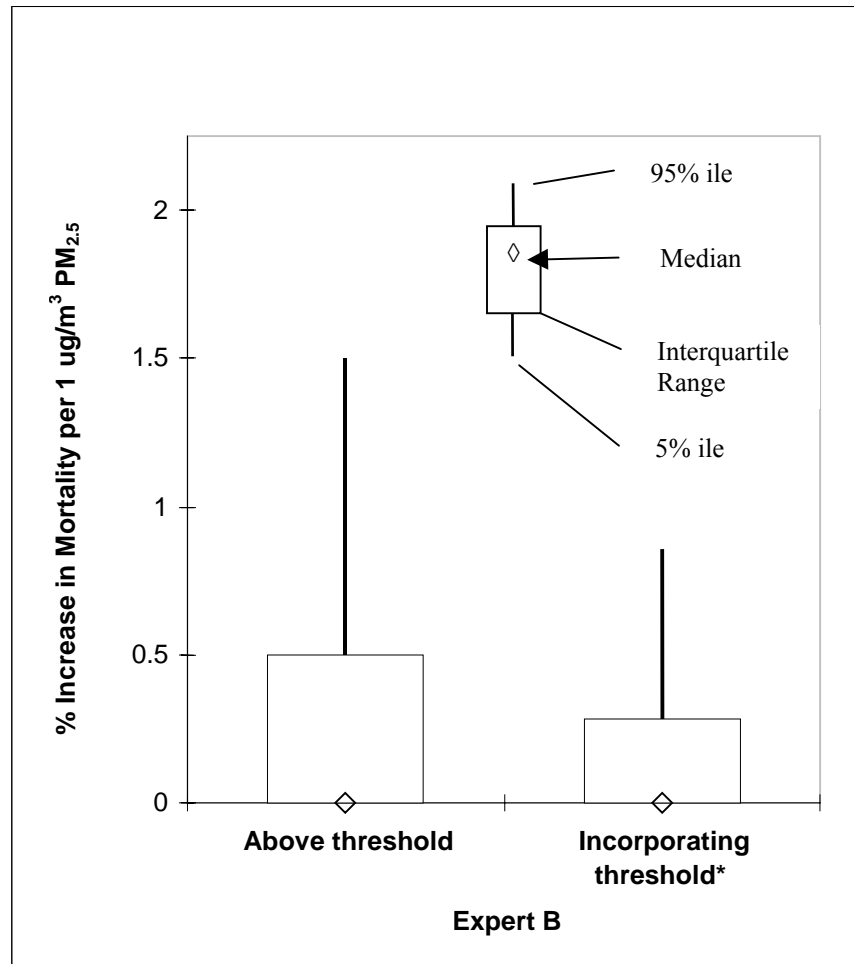 % Increase in Mortality per 1 ug/m³ PM₂.₅
2
1.5
1
0.5
0
95% ile
Median
Interquartile
Range
5% ile
Above threshold
Incorporating
threshold*
Expert B